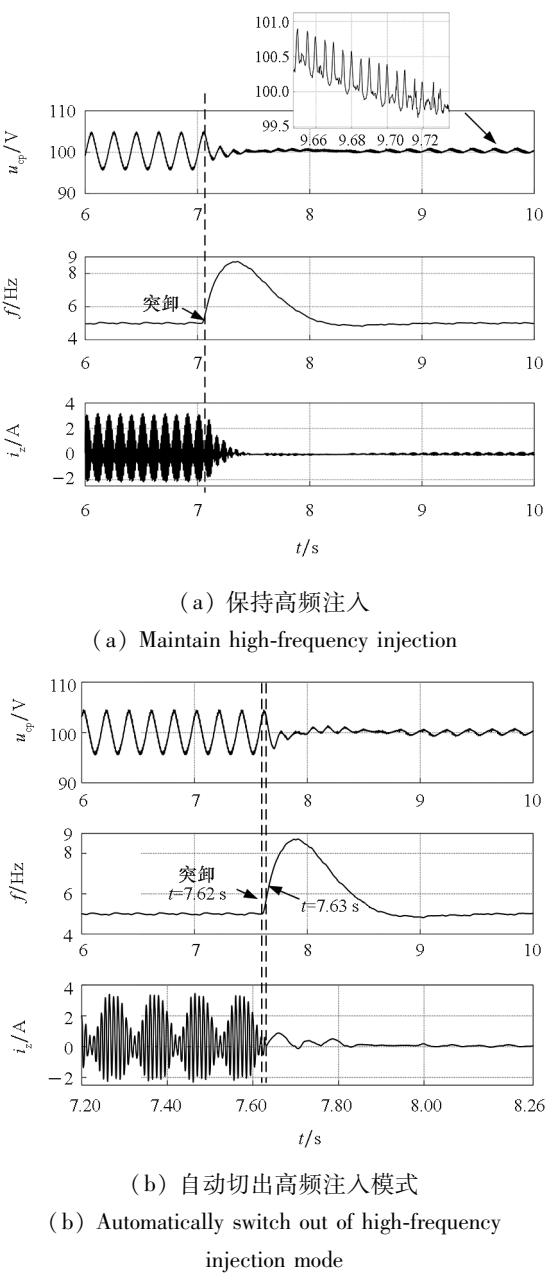 101.0
100.5
100.0
99.5
9.66 9.68 9.70 9.72
110
100
90
u_cp/V
6 7 8 9 10
9
8
6
4
f/Hz
突卸
6 7 8 9 10
4
2
0
−2
i_z/A
6 7 8 9 10
t/s
(a) 保持高频注入
(a) Maintain high-frequency injection
110
100
90
u_cp/V
6 7 8 9 10
9
8
6
4
f/Hz
突卸
t=7.62 s
t=7.63 s
6 7 8 9 10
4
2
0
−2
i_z/A
7.20 7.40 7.60 7.80 8.00 8.26
t/s
(b) 自动切出高频注入模式
(b) Automatically switch out of high-frequency
injection mode